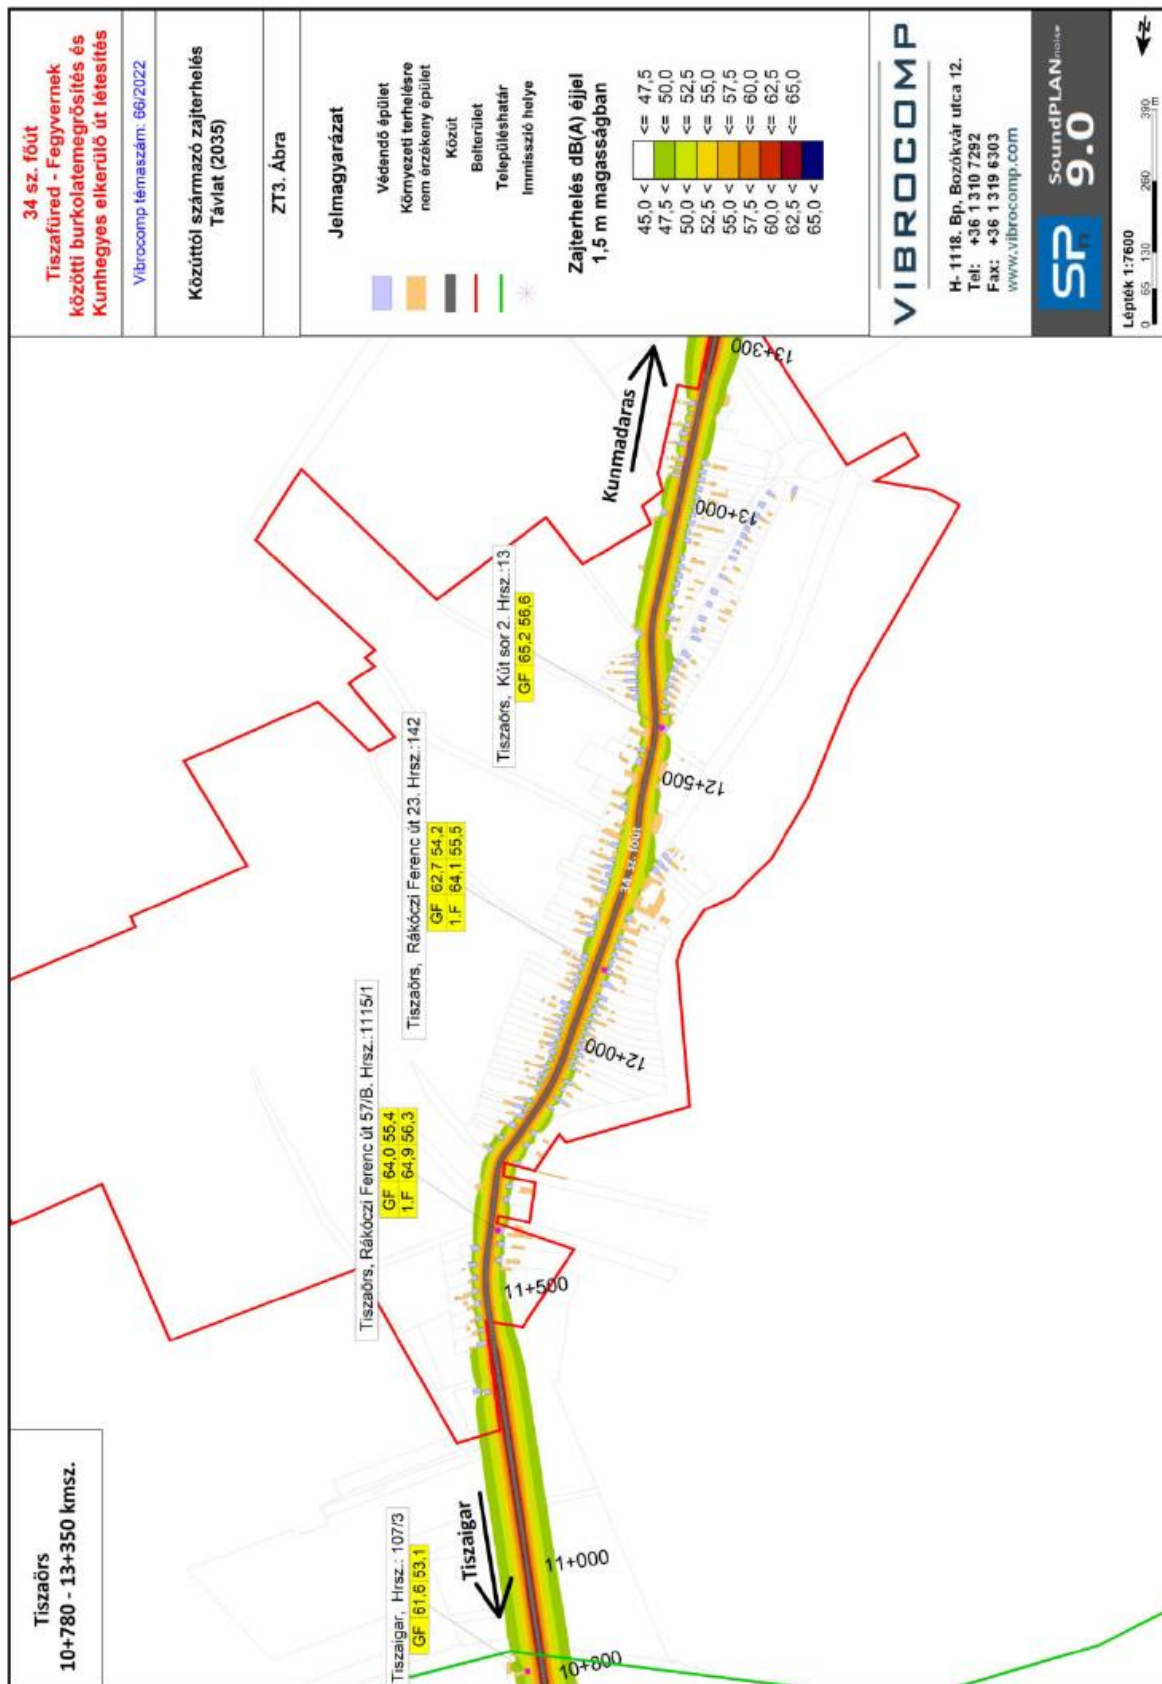 Tiszaörs
10+780 - 13+350 kmsz.
34 sz. főút
Tiszafüred - Fegyvernek
közötti burkolatemegrősítés és
Kunhegyes elkerülő út létesítés
Vibrocomp témaszám: 66/2022
Közúttól származó zajterhelés
Távlat (2035)
ZT3. Ábra
Jelmagyarázat
Védendő épület
Környezeti terhelésre
nem érzékeny épület
Közút
Belterület
Településhatár
Immisszió helye
Zajterhelés dB(A) éjjel
1,5 m magasságban
45,0 < <= 47,5
47,5 < <= 50,0
50,0 < <= 52,5
52,5 < <= 55,0
55,0 < <= 57,5
57,5 < <= 60,0
60,0 < <= 62,5
62,5 < <= 65,0
65,0 <
VIBROCOMP
H- 1118. Bp, Bozókvár utca 12.
Tel: +36 1 310 7292
Fax: +36 1 319 6303
www.vibrocomp.com
SPn
SoundPLANnoise
9.0
Lépték 1:7600
0 65 130 260 390
m
Tiszaigar, Hrsz.: 107/3
GF 61,6 53,1
Tiszaigar
10+800
11+000
11+500
Tiszaörs, Rákóczi Ferenc út 57/B. Hrsz.:1115/1
GF 64,0 55,4
1.F 64,9 56,3
Tiszaörs, Rákóczi Ferenc út 23. Hrsz.:142
GF 62,7 54,2
1.F 64,1 55,5
12+000
34. sz. főút
12+500
Tiszaörs, Kút sor 2. Hrsz.:13
GF 65,2 56,6
13+000
Kunmadaras
13+300